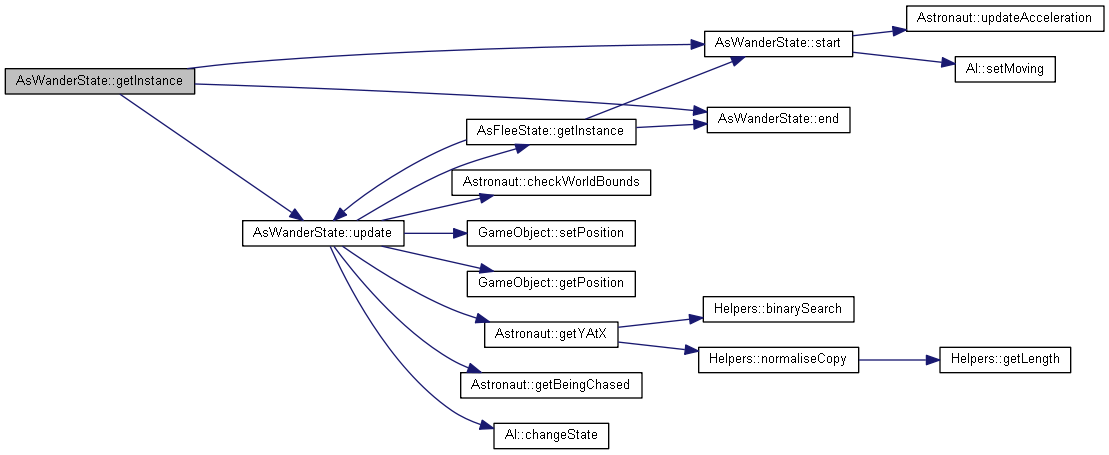 Astronaut::updateAcceleration
AsWanderState::start
AI::setMoving
AsWanderState::getInstance
AsWanderState::end
AsFleeState::getInstance
Astronaut::checkWorldBounds
AsWanderState::update
GameObject::setPosition
GameObject::getPosition
Helpers::binarySearch
Astronaut::getYAtX
Helpers::normaliseCopy
Helpers::getLength
Astronaut::getBeingChased
AI::changeState